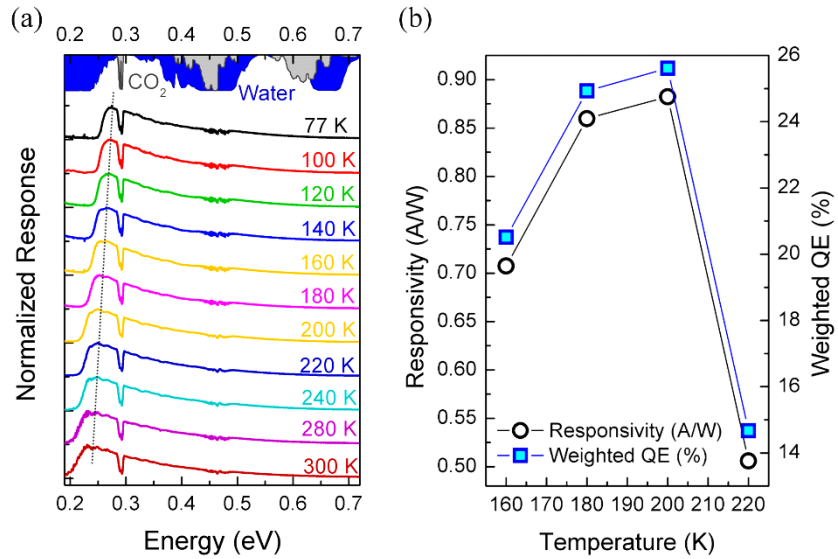 (a)
0.2 0.3 0.4 0.5 0.6 0.7
CO2
Water
77 K
100 K
120 K
140 K
160 K
180 K
200 K
220 K
240 K
280 K
300 K
Normalized Response
0.2 0.3 0.4 0.5 0.6 0.7
Energy (eV)
(b)
0.90
0.85
0.80
0.75
0.70
0.65
0.60
0.55
0.50
Responsivity (A/W)
26
24
22
20
18
16
14
Weighted QE (%)
Responsivity (A/W)
Weighted QE (%)
160 170 180 190 200 210 220
Temperature (K)